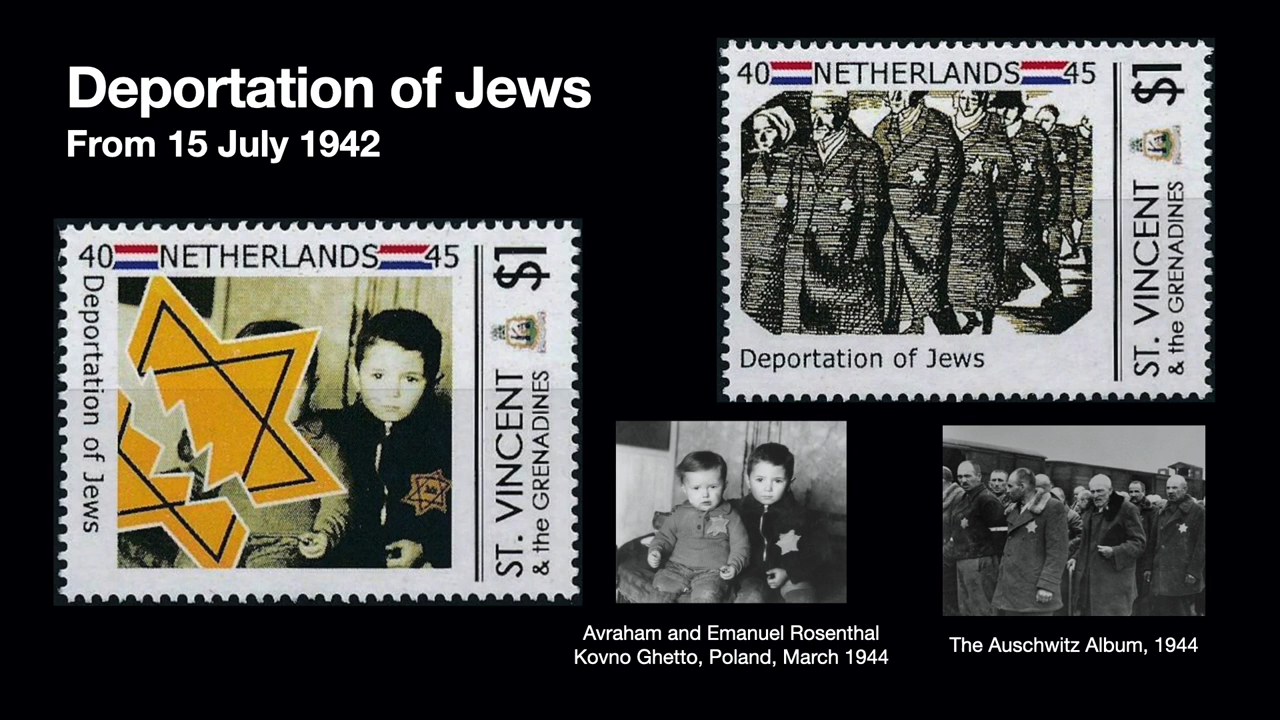 Deportation of Jews
From 15 July 1942
40 NETHERLANDS 45
Deportation of Jews
$1
ST. VINCENT
& the GRENADINES
40 NETHERLANDS 45
Deportation of Jews
$1
ST. VINCENT
& the GRENADINES
Avraham and Emanuel Rosenthal
Kovno Ghetto, Poland, March 1944
The Auschwitz Album, 1944